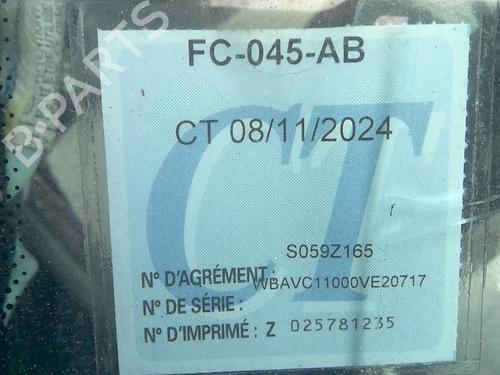 FC-045-AB
CT
CT 08/11/2024
S059Z165
N° D'AGRÉMENT :
WBAVC11000VE20717
N° DE SÉRIE :
N° D'IMPRIMÉ : Z 025781235
B-PARTS